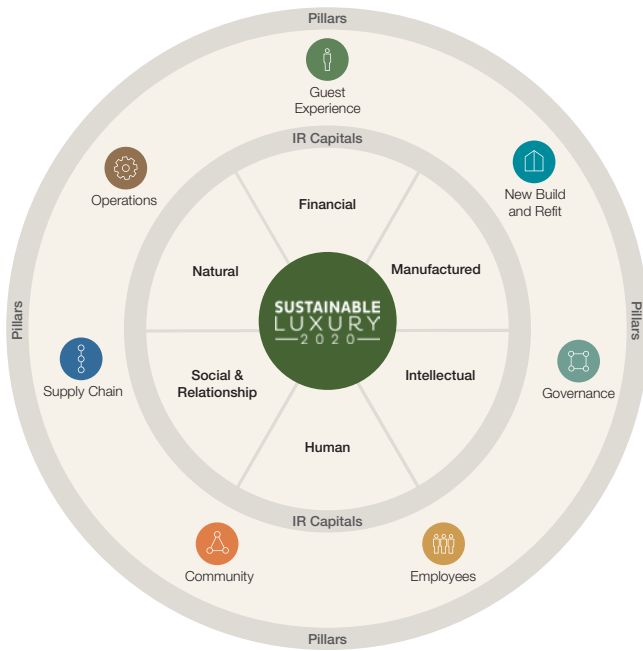 Pillars
Guest
Experience
IR Capitals
Operations
New Build
and Refit
Financial
Natural
Manufactured
SUSTAINABLE
LUXURY
2020
Pillars
Pillars
Supply Chain
Social &
Relationship
Intellectual
Governance
Human
IR Capitals
Community
Employees
Pillars